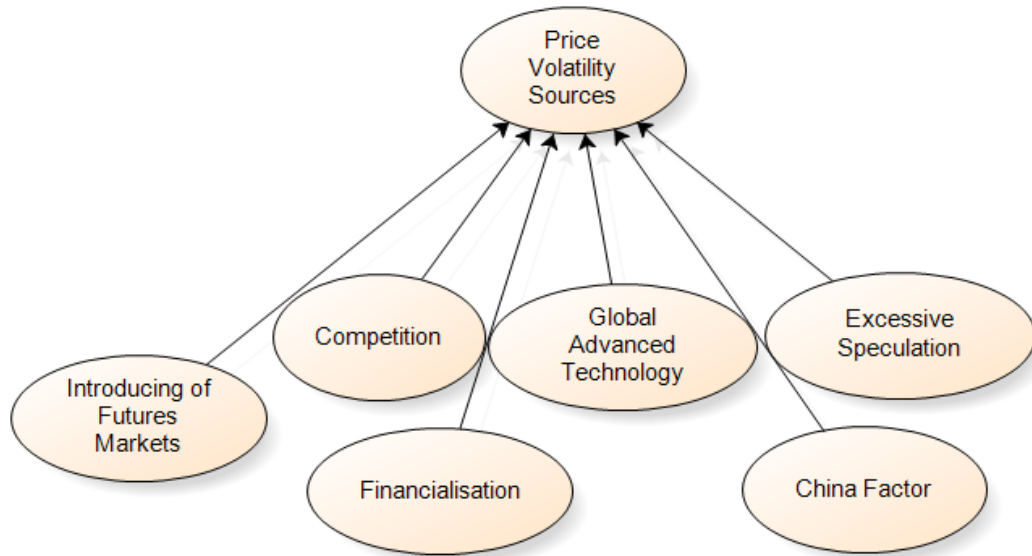 Price
Volatility
Sources
Competition
Global
Advanced
Technology
Excessive
Speculation
Introducing of
Futures
Markets
Financialisation
China Factor